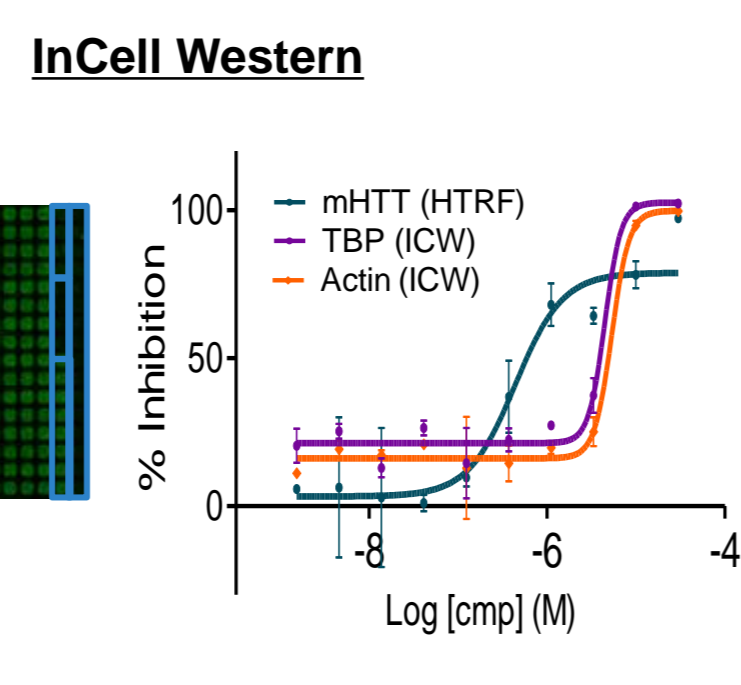 InCell Western
100
mHTT (HTRF)
TBP (ICW)
Actin (ICW)
% Inhibition
50
0
-8
-6
-4
Log [cmp] (M)